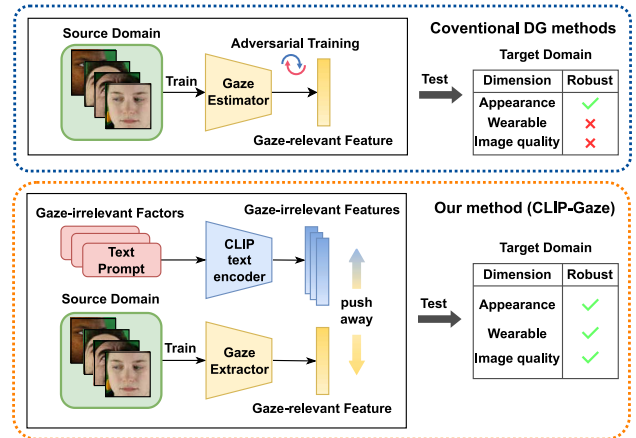 Coventional DG methods
Source Domain
Adversarial Training
Train
Gaze
Estimator
Gaze-relevant Feature
Test
Target Domain
Dimension Robust
Appearance
Wearable
Image quality
Our method (CLIP-Gaze)
Gaze-irrelevant Factors
Text
Prompt
CLIP
text
encoder
Gaze-irrelevant Features
push
away
Source Domain
Train
Gaze
Extractor
Gaze-relevant Feature
Test
Target Domain
Dimension Robust
Appearance
Wearable
Image quality